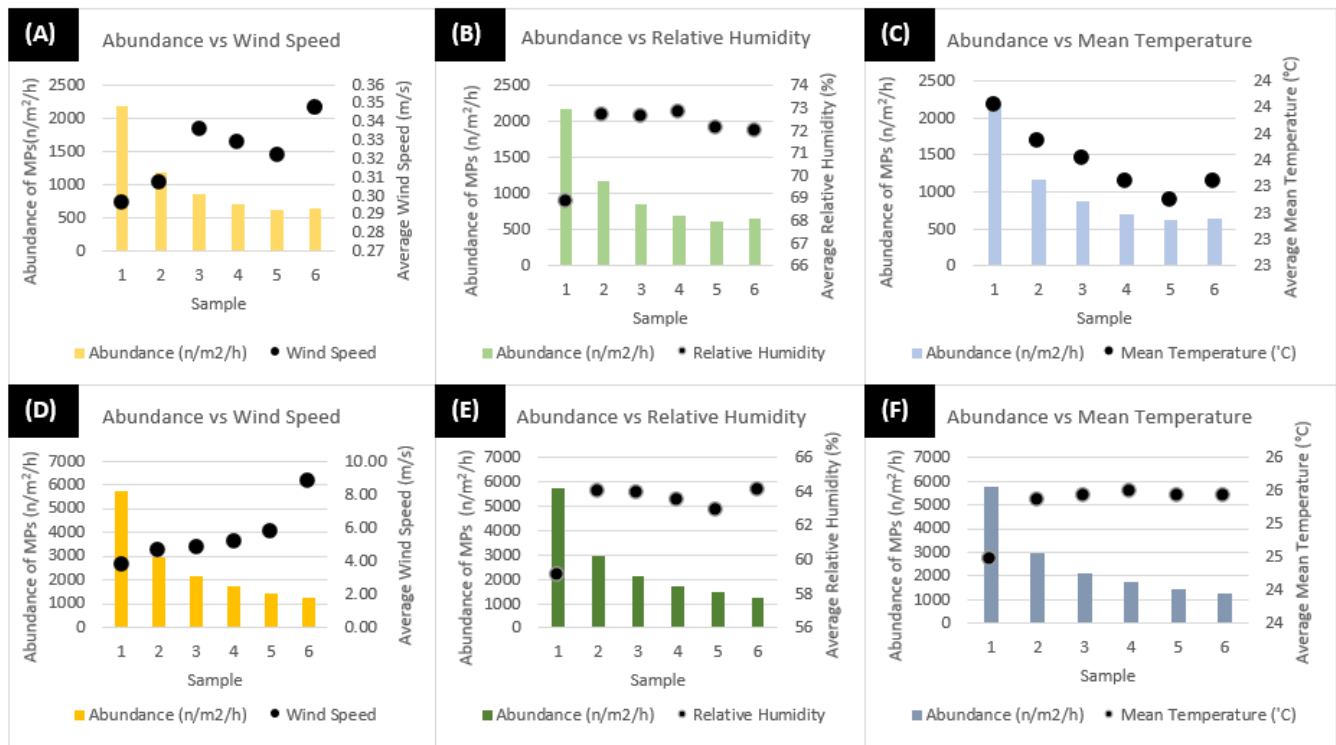 (A)
Abundance vs Wind Speed
Abundance of MPs(n/m²/h)
2500
2000
1500
1000
500
0
0.36
0.35
0.34
0.33
0.32
0.31
0.30
0.29
0.28
0.27
Average Wind Speed (m/s)
1 2 3 4 5 6
Sample
Abundance (n/m2/h) Wind Speed
(B)
Abundance vs Relative Humidity
Abundance of MPs (n/m²/h)
2500
2000
1500
1000
500
0
74
73
72
71
70
69
68
67
66
Average Relative Humidity (%)
1 2 3 4 5 6
Sample
Abundance (n/m2/h) Relative Humidity
(C)
Abundance vs Mean Temperature
Abundance of MPs (n/m²/h)
2500
2000
1500
1000
500
0
24
24
24
24
23
23
23
23
Average Mean Temperature (°C)
1 2 3 4 5 6
Sample
Abundance (n/m2/h) Mean Temperature ('C)
(D)
Abundance vs Wind Speed
Abundance of MPs (n/m²/h)
7000
6000
5000
4000
3000
2000
1000
0
10.00
8.00
6.00
4.00
2.00
0.00
Average Wind Speed (m/s)
1 2 3 4 5 6
Sample
Abundance (n/m2/h) Wind Speed
(E)
Abundance vs Relative Humidity
Abundance of MPs (n/m²/h)
7000
6000
5000
4000
3000
2000
1000
0
66
64
62
60
58
56
Average Relative Humidity (%)
1 2 3 4 5 6
Sample
Abundance (n/m2/h) Relative Humidity
(F)
Abundance vs Mean Temperature
Abundance of MPs (n/m²/h)
7000
6000
5000
4000
3000
2000
1000
0
26
26
25
25
24
24
Average Mean Temperature (°C)
1 2 3 4 5 6
Sample
Abundance (n/m2/h) Mean Temperature ('C)